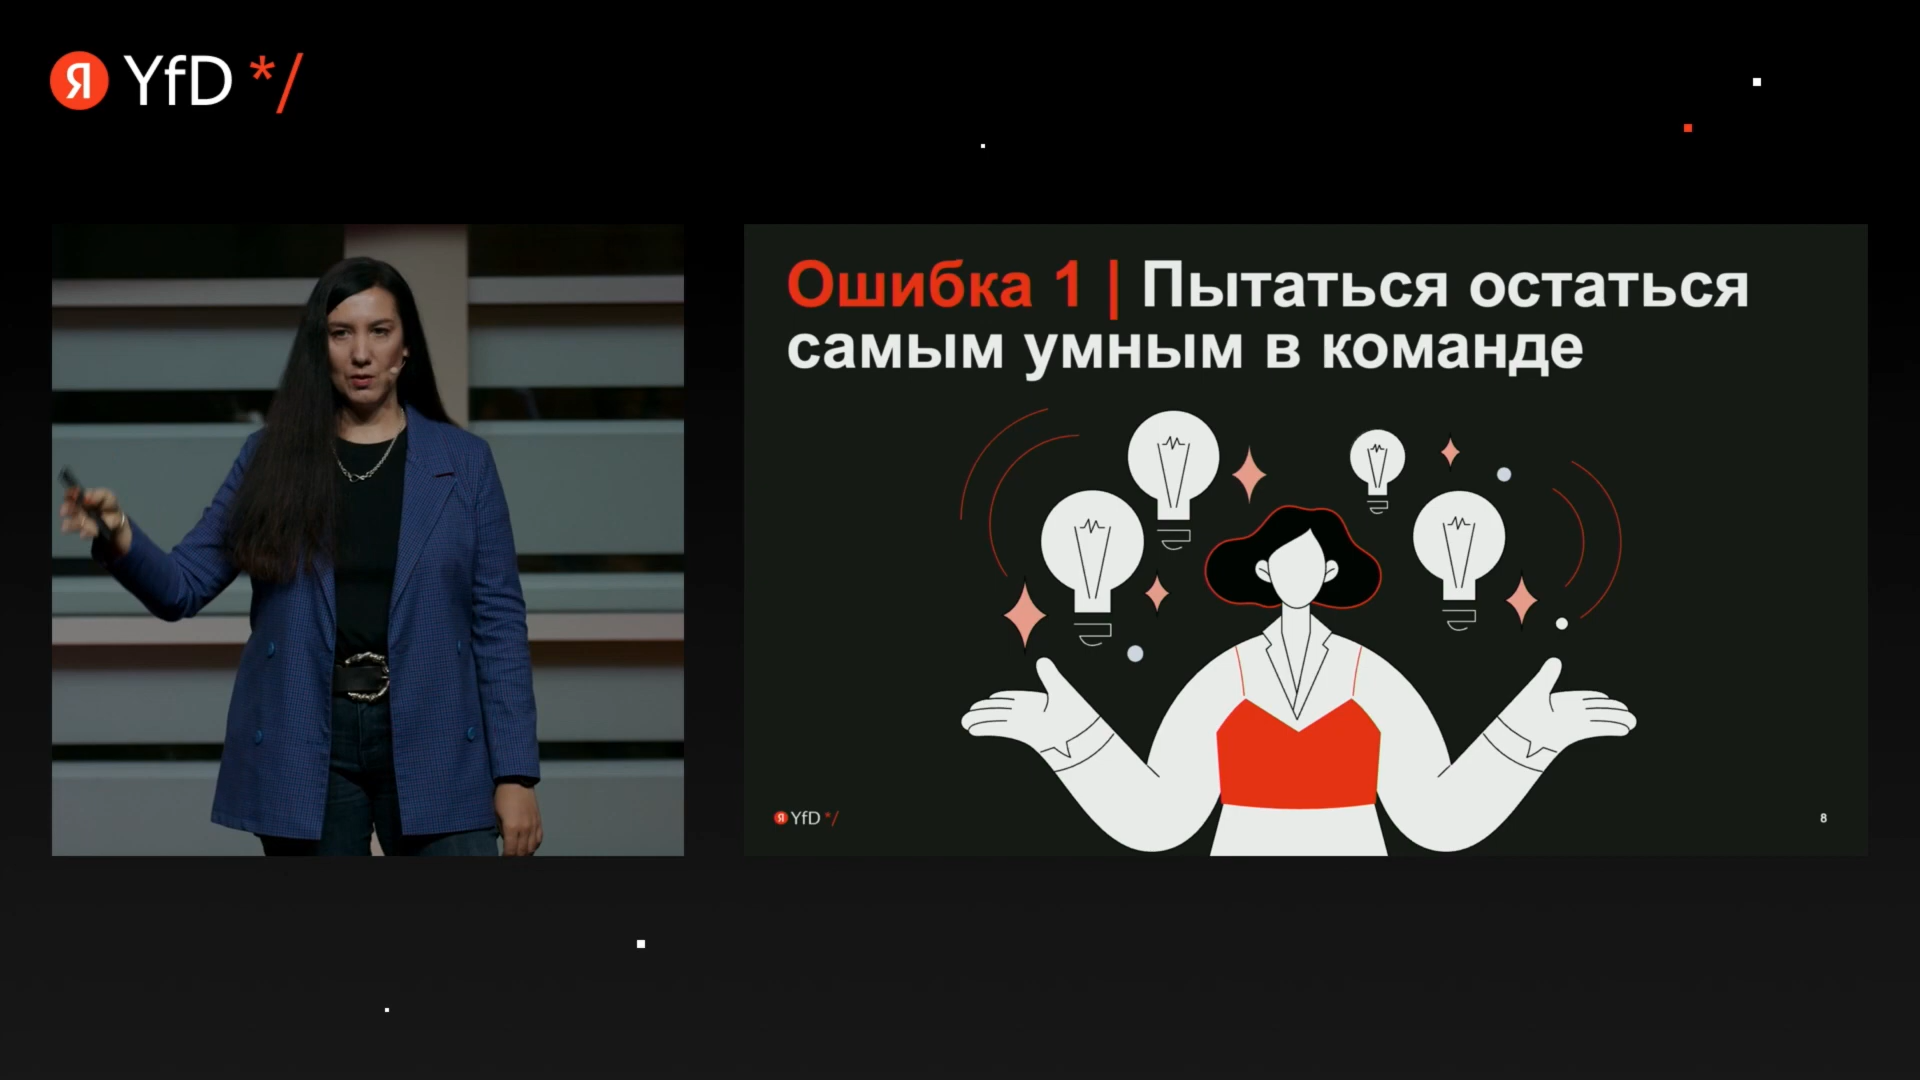 Я YfD */
Ошибка 1 | Пытаться остаться
самым умным в команде
Я YfD */
8